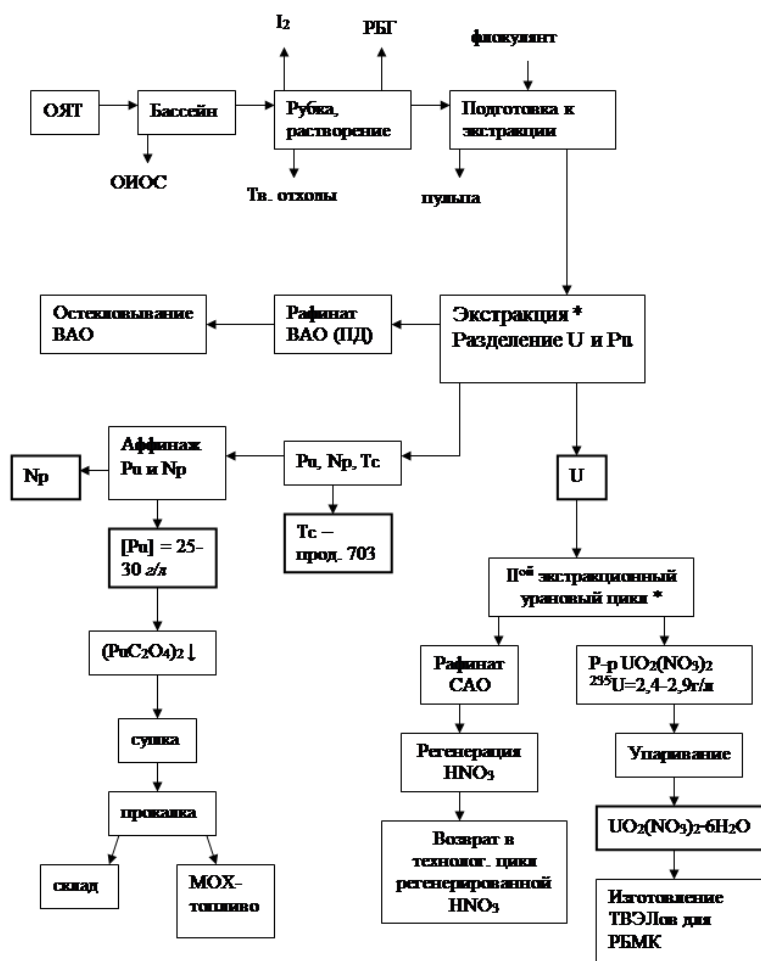 I₂
РБГ
флокулянт
ОЯТ
Бассейн
Рубка,
растворение
Подготовка к
экстракции
ОИОС
Тв. отходы
пульпа
Остекловывание
ВАО
Рафинат
ВАО (ПД)
Экстракция *
Разделение U и Pu
Np
Аффинаж
Pu и Np
Pu, Np, Tc
U
[Pu] = 25-
30 г/л
Tc –
прод. 703
IIой экстракционный
урановый цикл *
(PuC₂O₄)₂ ↓
Рафинат
САО
Р-р UO₂(NO₃)₂
²³⁵U=2,4-2,9г/л
сушка
Регенерация
HNO₃
Упаривание
прокалка
UO₂(NO₃)₂·6H₂O
Возврат в
технолог. цикл
регенерированной
HNO₃
склад
МОХ-
топливо
Изготовление
ТВЭЛов для
РБМК